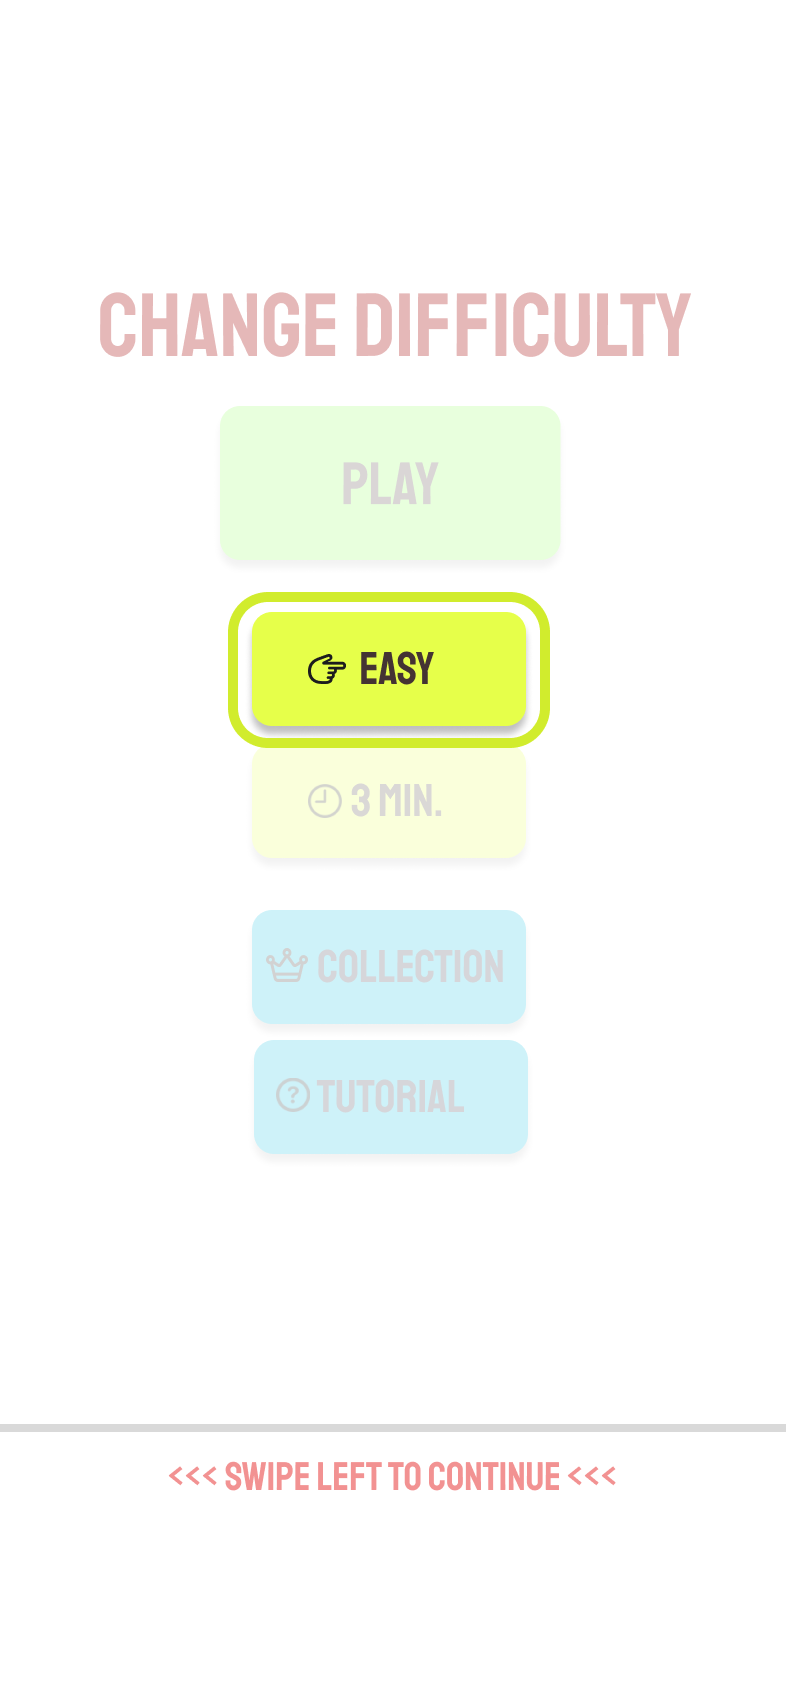 CHANGE DIFFICULTY
PLAY
EASY
3 MIN.
COLLECTION
? TUTORIAL
<<< SWIPE LEFT TO CONTINUE <<<